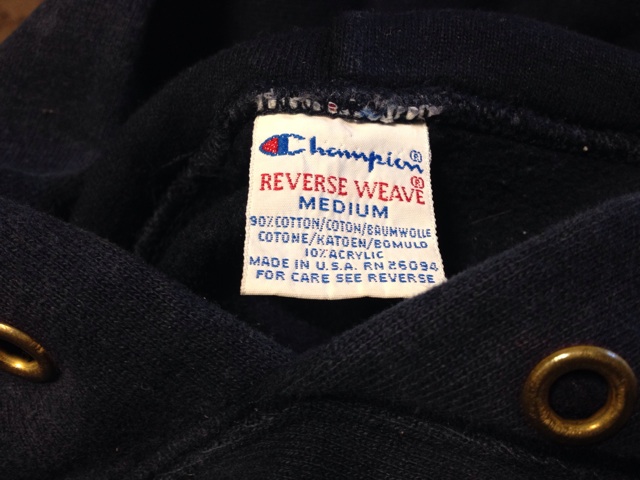 Champion®
REVERSE WEAVE®
MEDIUM
90% COTTON/COTON/BAUMWOLLE
COTONE/KATOEN/BOMULD
10% ACRYLIC
MADE IN U.S.A. RN 26094
FOR CARE SEE REVERSE